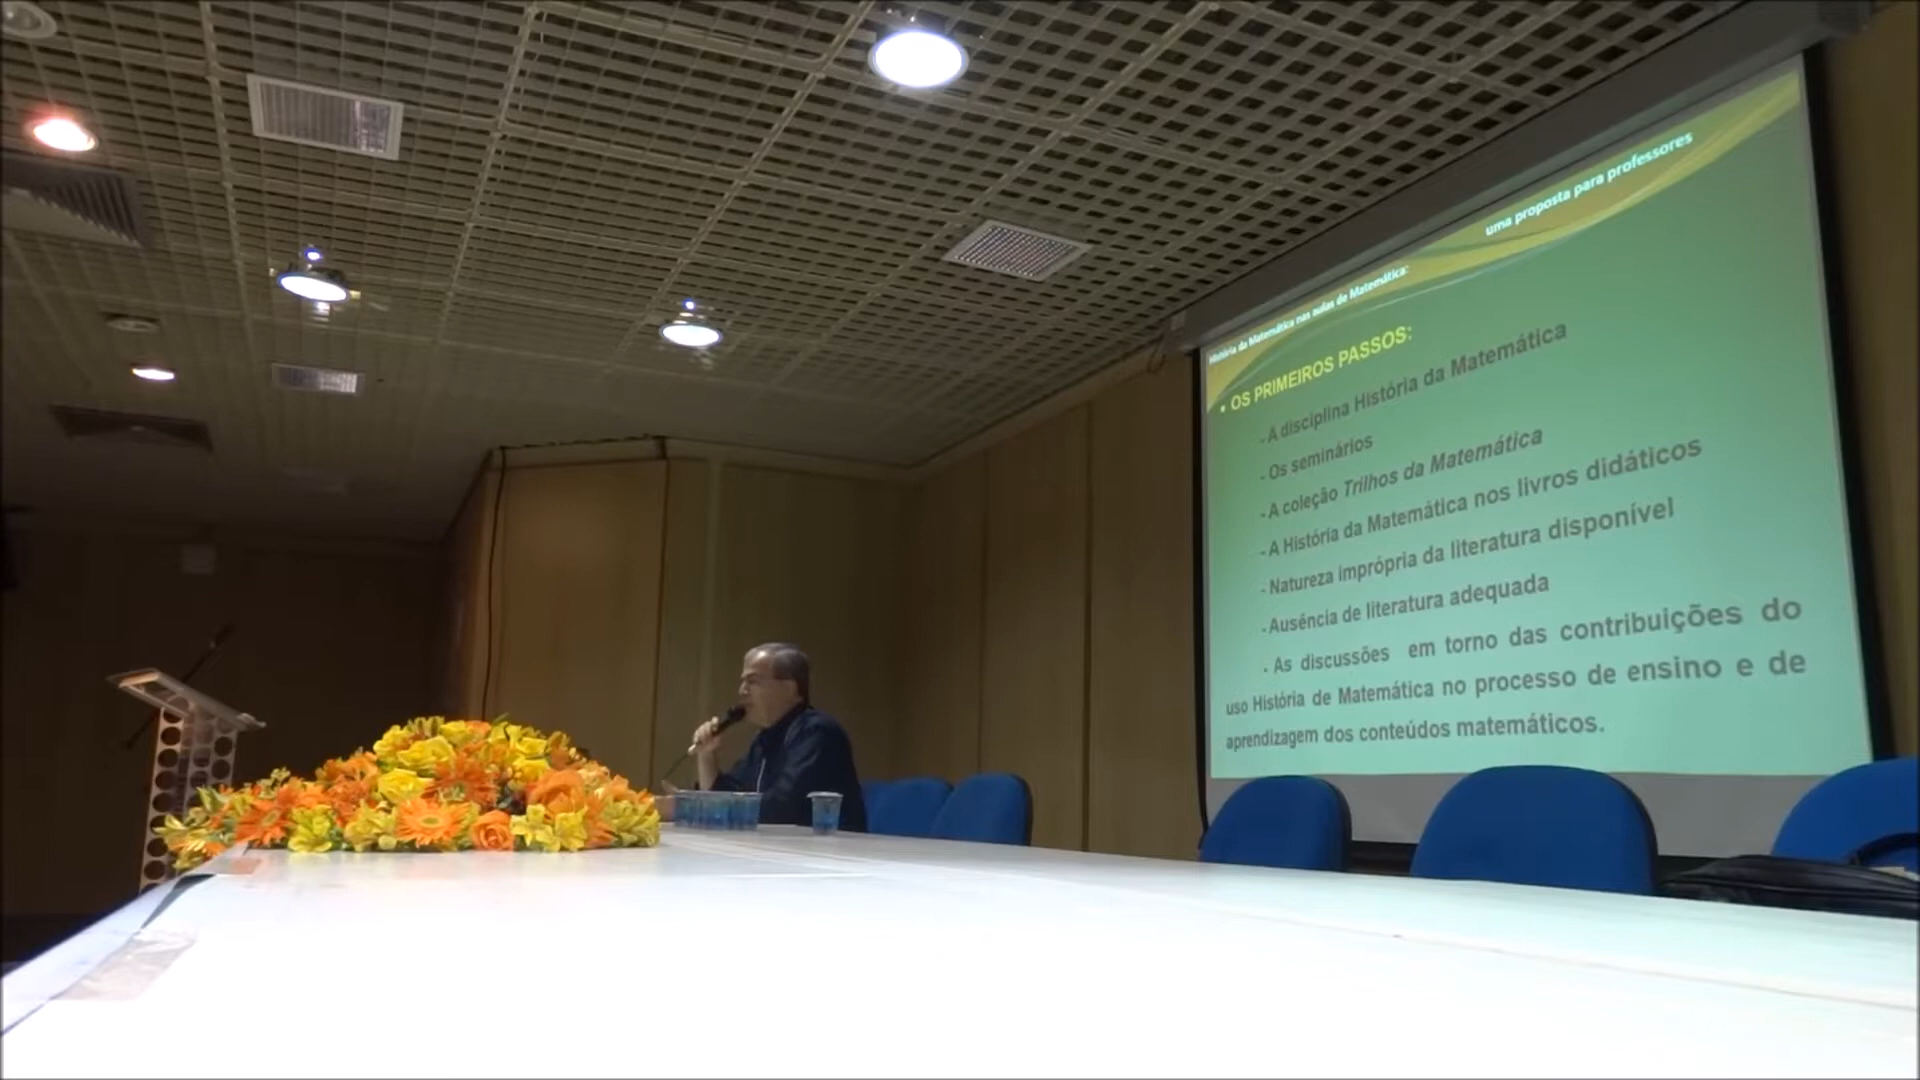 História da Matemática nas aulas de Matemática:
uma proposta para professores
• OS PRIMEIROS PASSOS:
- A disciplina História da Matemática
- Os seminários
- A coleção Trilhos da Matemática
- A História da Matemática nos livros didáticos
- Natureza imprópria da literatura disponível
- Ausência de literatura adequada
- As discussões em torno das contribuições do
uso História de Matemática no processo de ensino e de
aprendizagem dos conteúdos matemáticos.